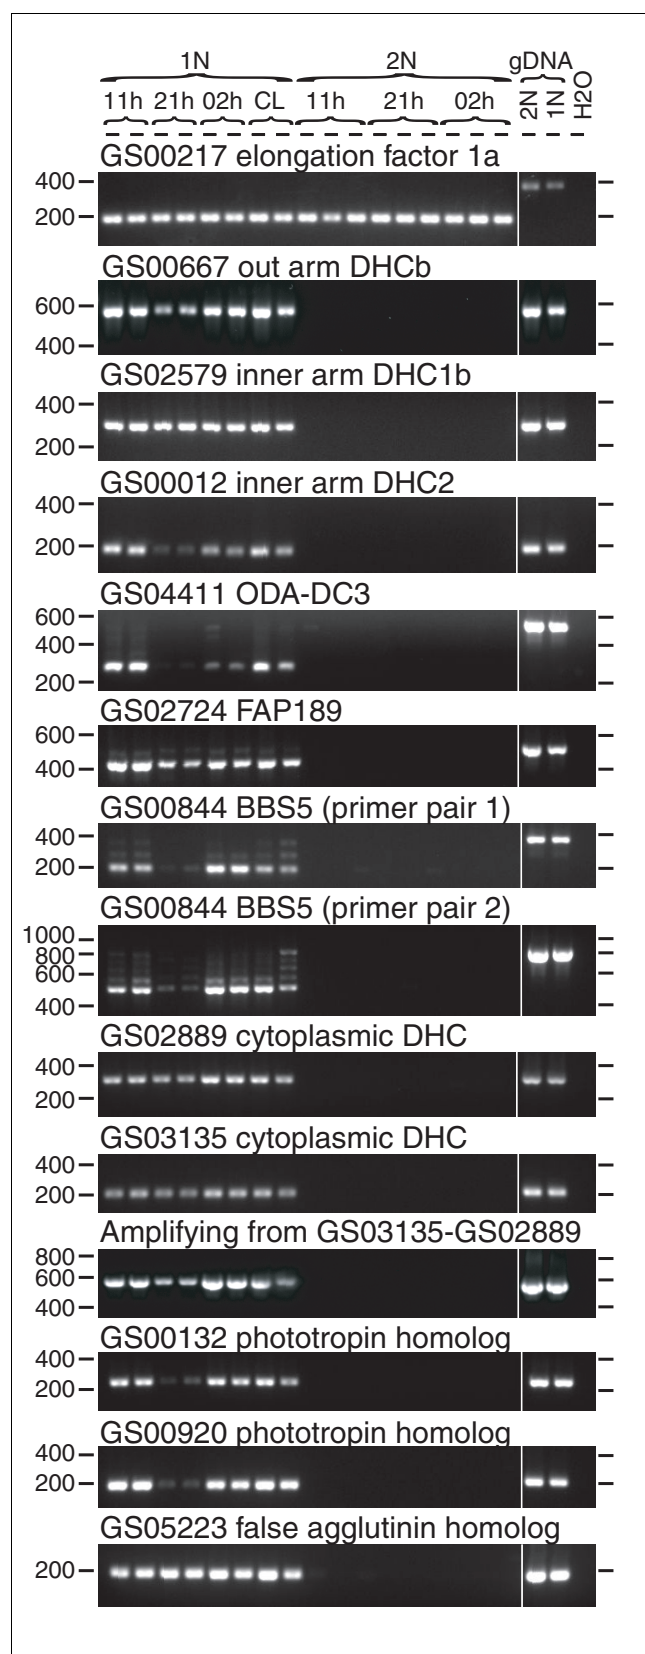 1N 2N gDNA
11h 21h 02h CL 11h 21h 02h 2N 1N H2O
GS00217 elongation factor 1a
400
200
GS00667 out arm DHCb
600
400
GS02579 inner arm DHC1b
400
200
GS00012 inner arm DHC2
400
200
GS04411 ODA-DC3
600
400
200
GS02724 FAP189
600
400
GS00844 BBS5 (primer pair 1)
400
200
GS00844 BBS5 (primer pair 2)
1000
800
600
400
GS02889 cytoplasmic DHC
400
200
GS03135 cytoplasmic DHC
400
200
Amplifying from GS03135-GS02889
800
600
400
GS00132 phototropin homolog
400
200
GS00920 phototropin homolog
400
200
GS05223 false agglutinin homolog
200